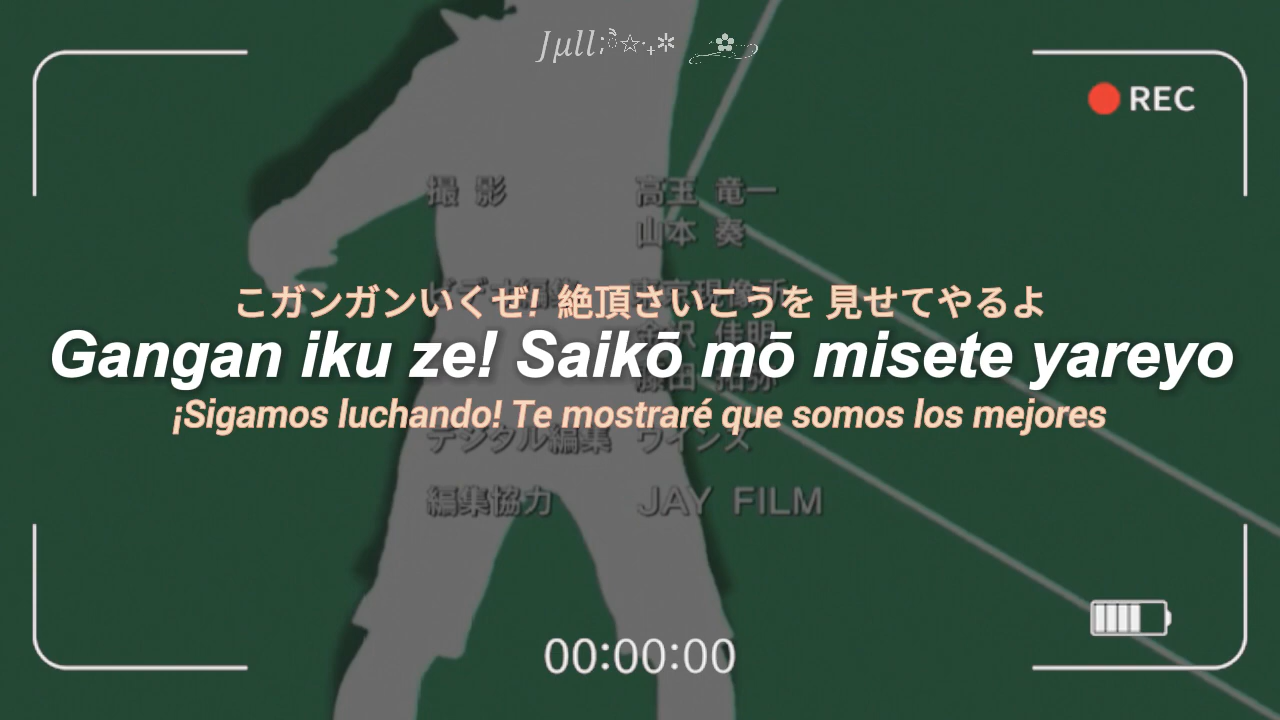 Jµll
REC
撮 影 高王 竜一
山本 奏
こガンガンいくぜ! 絶頂さいこうを 見せてやるよ
Gangan iku ze! Saikō mō misete yareyo
¡Sigamos luchando! Te mostraré que somos los mejores
デジタル編集 ウインズ
編集協力 JAY FILM
00:00:00